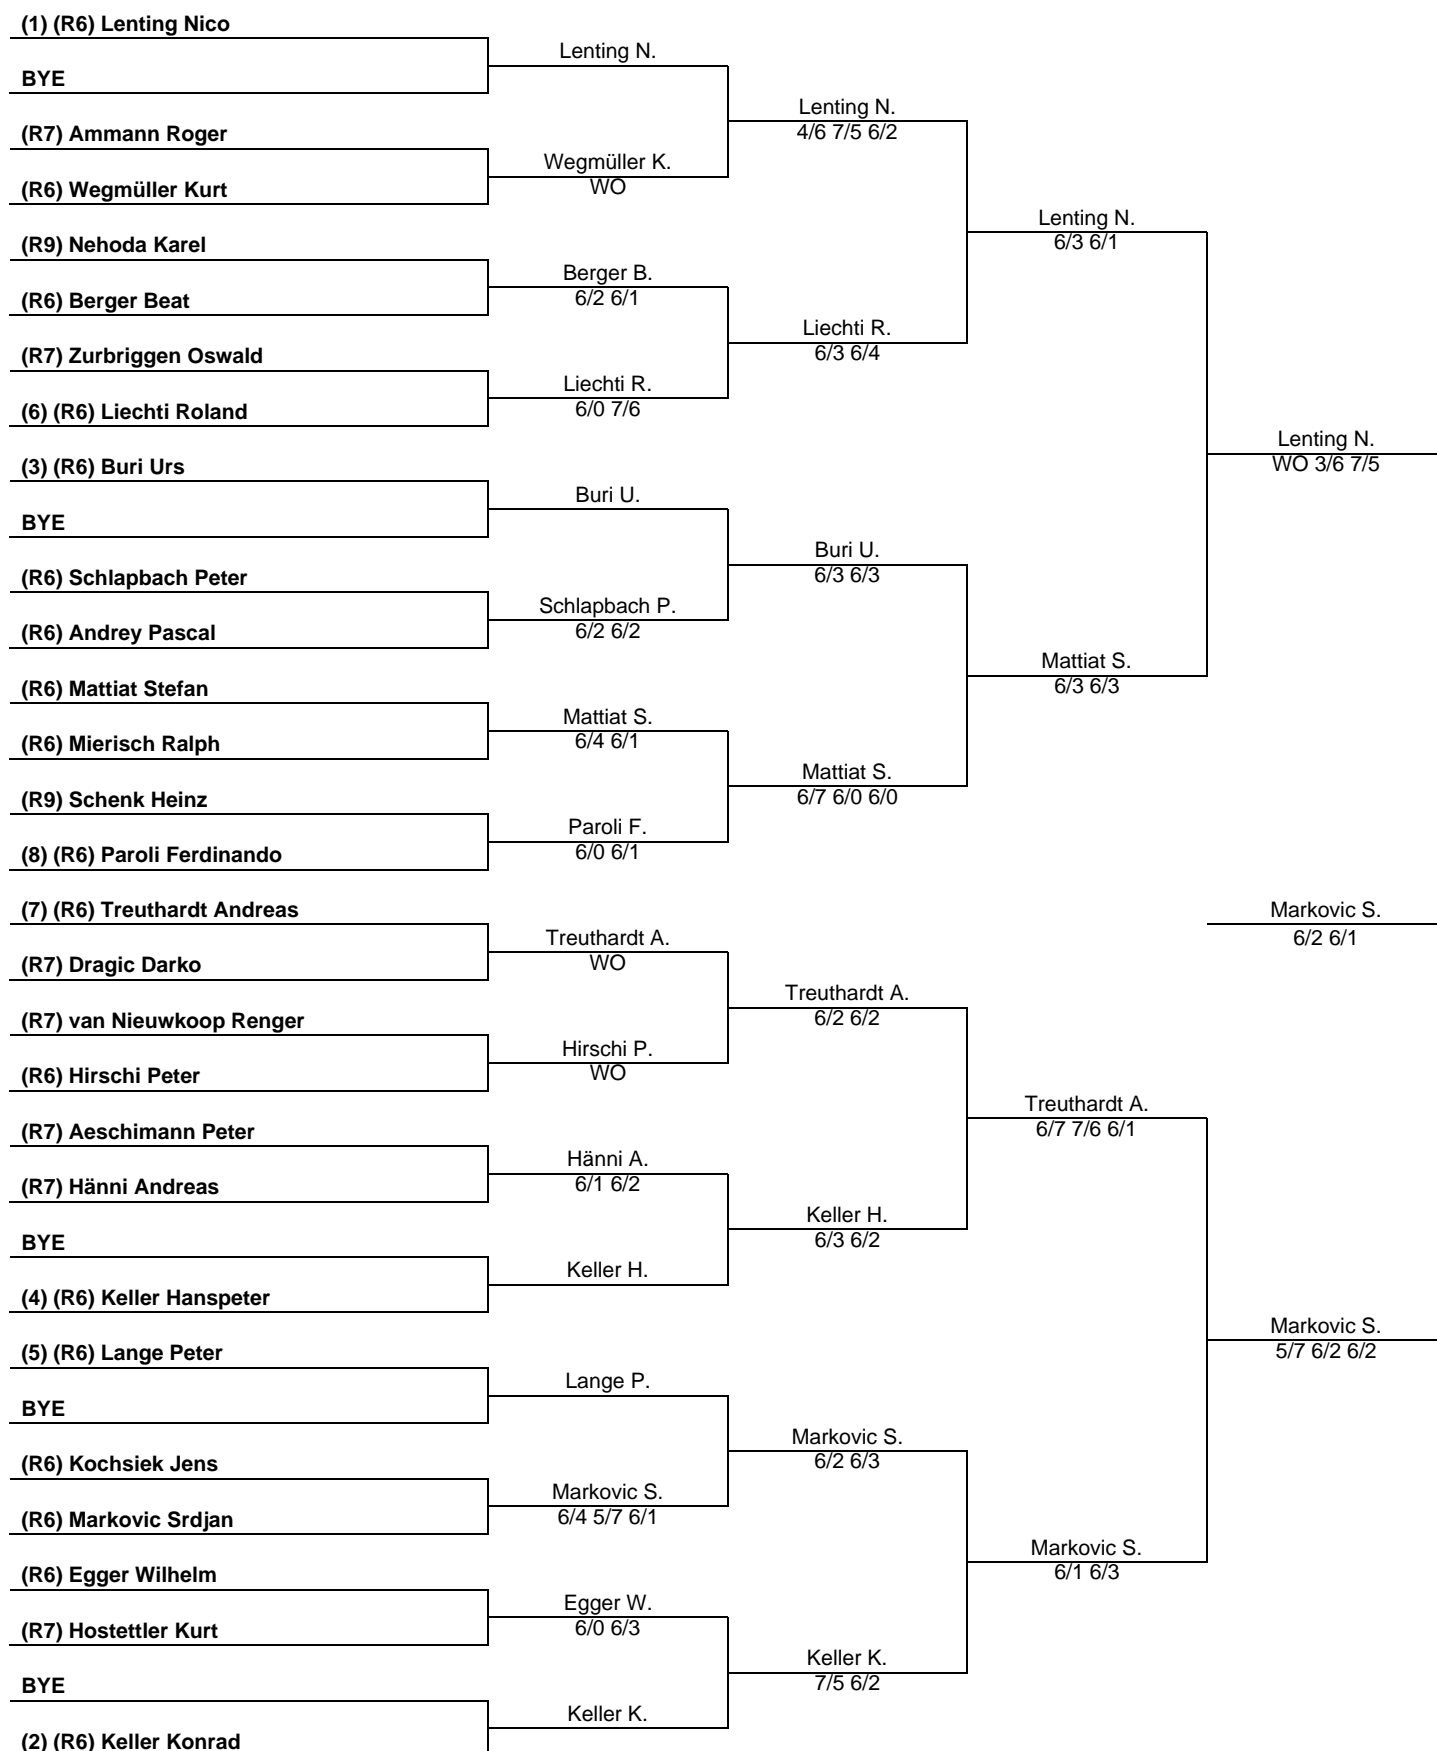 (1) (R6) Lenting Nico
BYE
(R7) Ammann Roger
(R6) Wegmüller Kurt
(R9) Nehoda Karel
(R6) Berger Beat
(R7) Zurbriggen Oswald
(6) (R6) Liechti Roland
(3) (R6) Buri Urs
BYE
(R6) Schlapbach Peter
(R6) Andrey Pascal
(R6) Mattiat Stefan
(R6) Mierisch Ralph
(R9) Schenk Heinz
(8) (R6) Paroli Ferdinando
(7) (R6) Treuthardt Andreas
(R7) Dragic Darko
(R7) van Nieuwkoop Renger
(R6) Hirschi Peter
(R7) Aeschimann Peter
(R7) Hänni Andreas
BYE
(4) (R6) Keller Hanspeter
(5) (R6) Lange Peter
BYE
(R6) Kochsiek Jens
(R6) Markovic Srdjan
(R6) Egger Wilhelm
(R7) Hostettler Kurt
BYE
(2) (R6) Keller Konrad
Lenting N.
Wegmüller K.
WO
Berger B.
6/2 6/1
Liechti R.
6/0 7/6
Buri U.
Schlapbach P.
6/2 6/2
Mattiat S.
6/4 6/1
Paroli F.
6/0 6/1
Treuthardt A.
WO
Hirschi P.
WO
Hänni A.
6/1 6/2
Keller H.
Lange P.
Markovic S.
6/4 5/7 6/1
Egger W.
6/0 6/3
Keller K.
Lenting N.
4/6 7/5 6/2
Liechti R.
6/3 6/4
Buri U.
6/3 6/3
Mattiat S.
6/7 6/0 6/0
Treuthardt A.
6/2 6/2
Keller H.
6/3 6/2
Markovic S.
6/2 6/3
Keller K.
7/5 6/2
Lenting N.
6/3 6/1
Mattiat S.
6/3 6/3
Treuthardt A.
6/7 7/6 6/1
Markovic S.
6/1 6/3
Lenting N.
WO 3/6 7/5
Markovic S.
6/2 6/1
Markovic S.
5/7 6/2 6/2